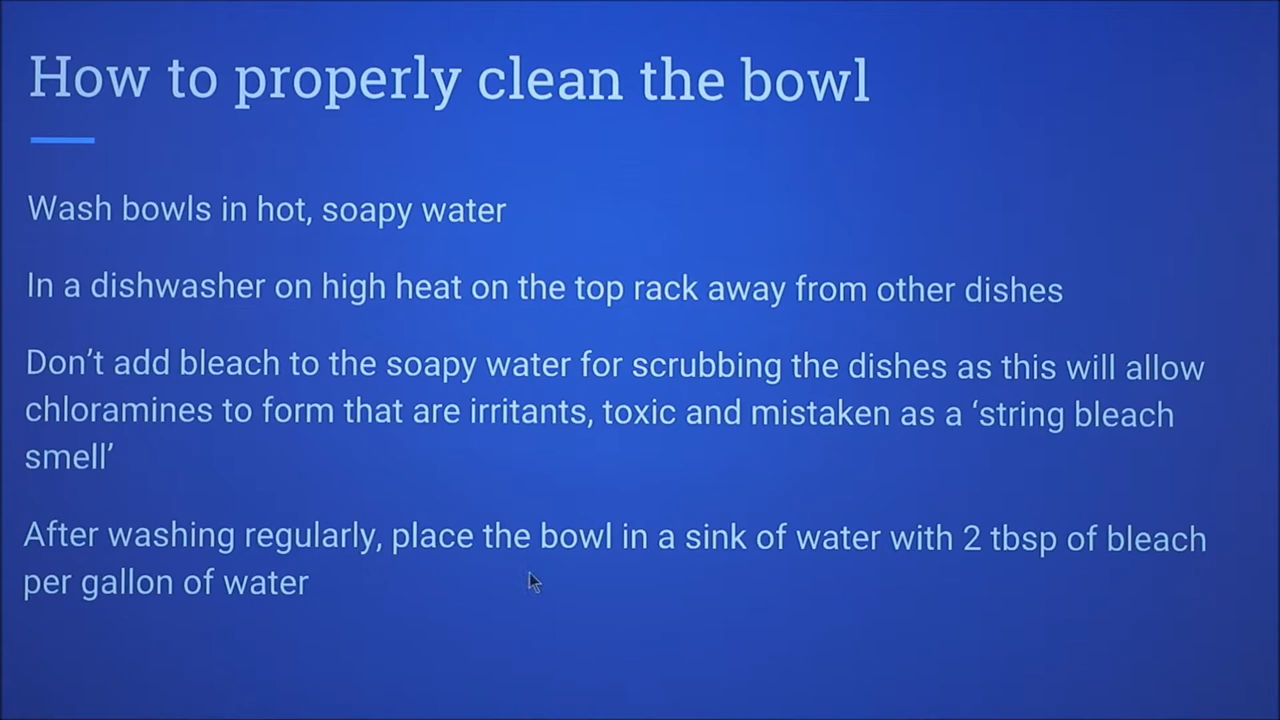 How to properly clean the bowl
Wash bowls in hot, soapy water
In a dishwasher on high heat on the top rack away from other dishes
Don’t add bleach to the soapy water for scrubbing the dishes as this will allow
chloramines to form that are irritants, toxic and mistaken as a ‘string bleach
smell’
After washing regularly, place the bowl in a sink of water with 2 tbsp of bleach
per gallon of water